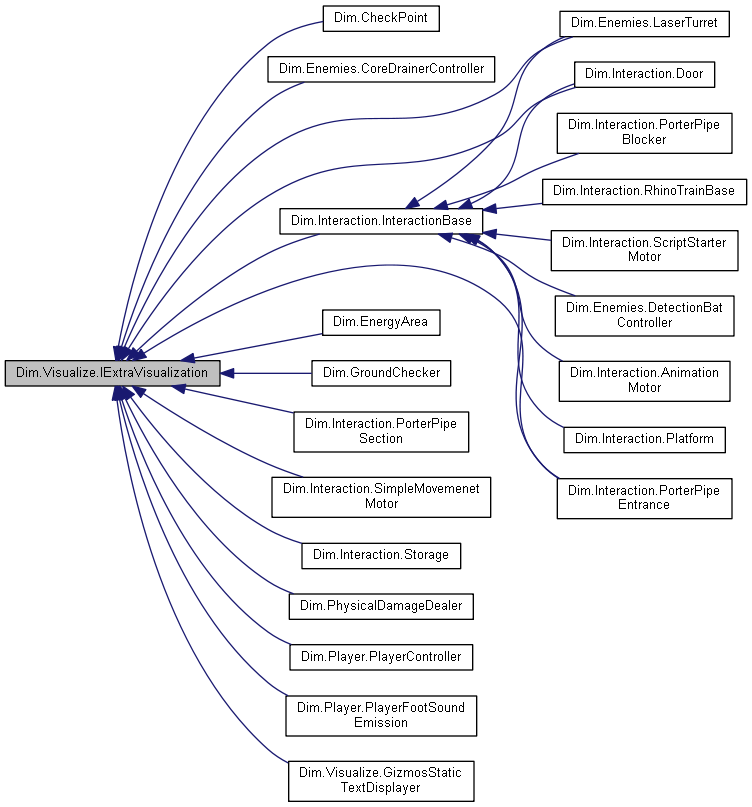 Dim.CheckPoint
Dim.Enemies.CoreDrainerController
Dim.Interaction.InteractionBase
Dim.EnergyArea
Dim.Visualize.IExtraVisualization
Dim.GroundChecker
Dim.Interaction.PorterPipe
Section
Dim.Interaction.SimpleMovemenet
Motor
Dim.Interaction.Storage
Dim.PhysicalDamageDealer
Dim.Player.PlayerController
Dim.Player.PlayerFootSound
Emission
Dim.Visualize.GizmosStatic
TextDisplayer
Dim.Enemies.LaserTurret
Dim.Interaction.Door
Dim.Interaction.PorterPipe
Blocker
Dim.Interaction.RhinoTrainBase
Dim.Interaction.ScriptStarter
Motor
Dim.Enemies.DetectionBat
Controller
Dim.Interaction.Animation
Motor
Dim.Interaction.Platform
Dim.Interaction.PorterPipe
Entrance